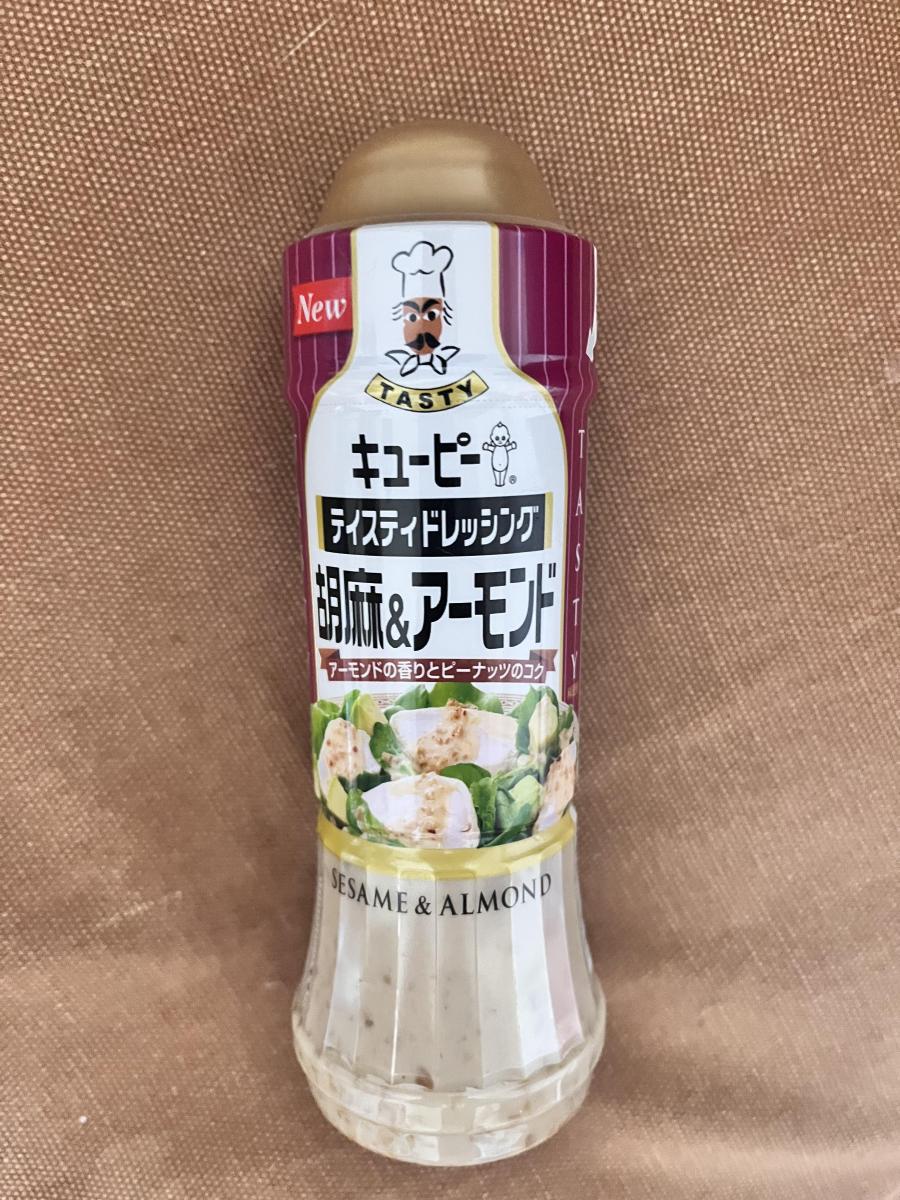 New
TASTY
キユーピー
®
テイスティドレッシング
胡麻&アーモンド
アーモンドの香りとピーナッツのコク
SESAME & ALMOND
TASTY